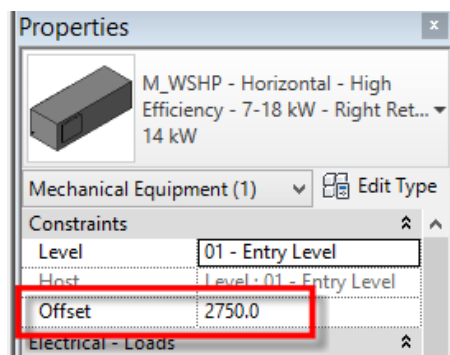 Properties
x
M_WSHP - Horizontal - High
Efficiency - 7-18 kW - Right Ret...
14 kW
Mechanical Equipment (1)
Edit Type
Constraints
Level 01 - Entry Level
Host Level : 01 - Entry Level
Offset 2750.0
Electrical - Loads